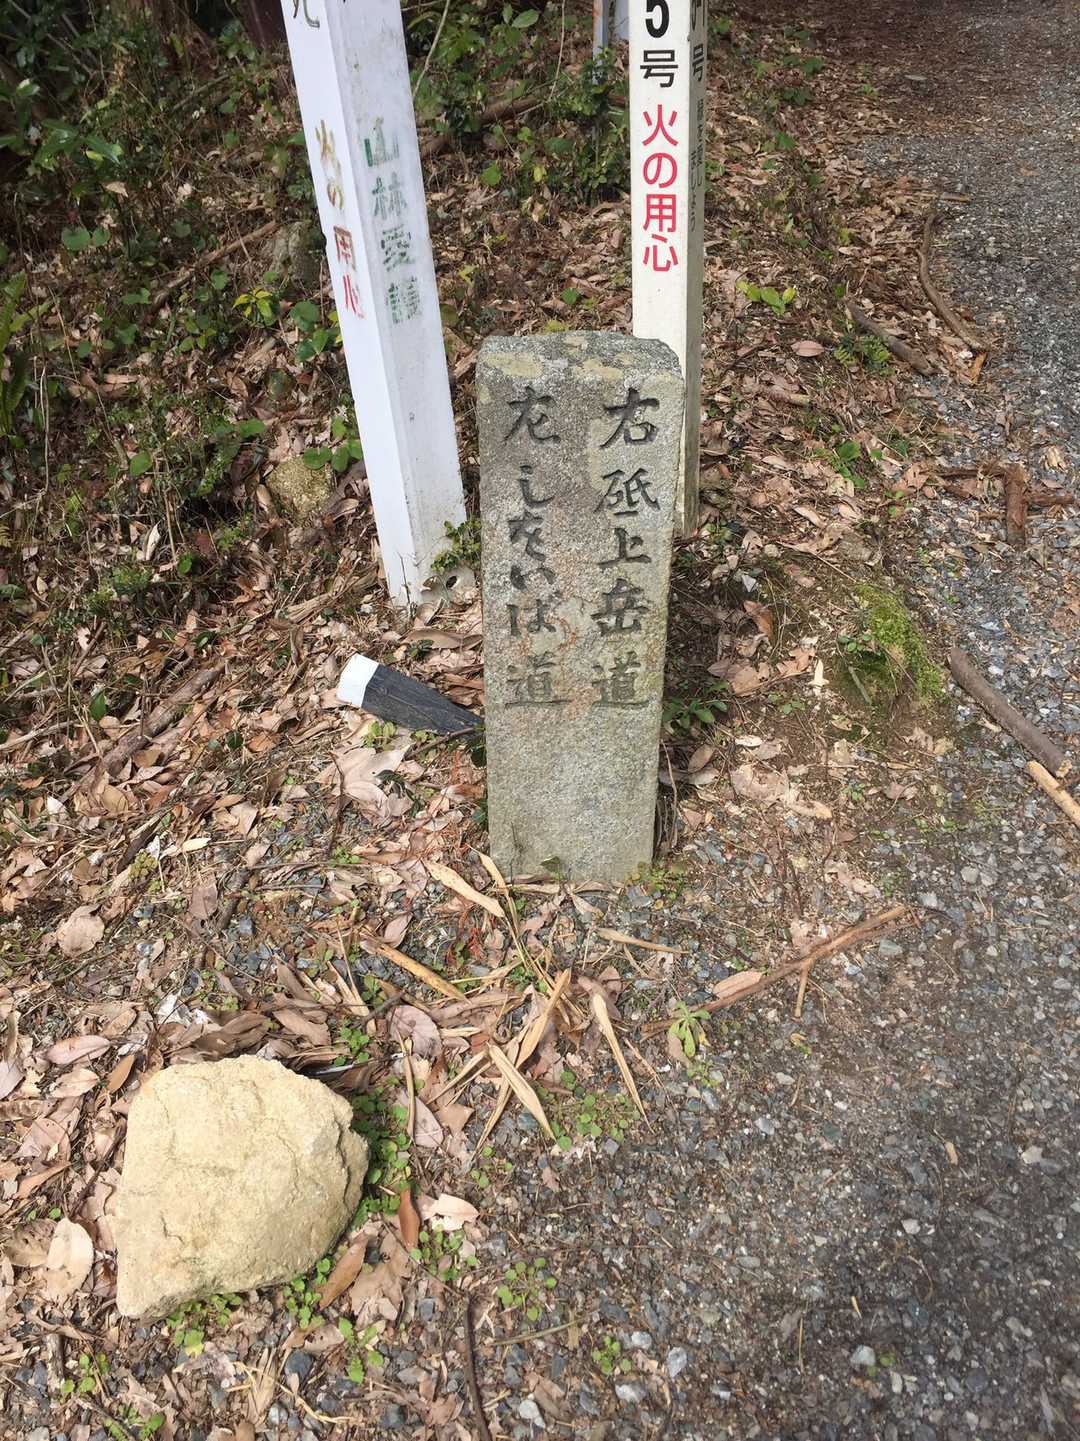 5号 火の用心
山林愛護
火の用心
右 砥上岳道
左 しをいば道